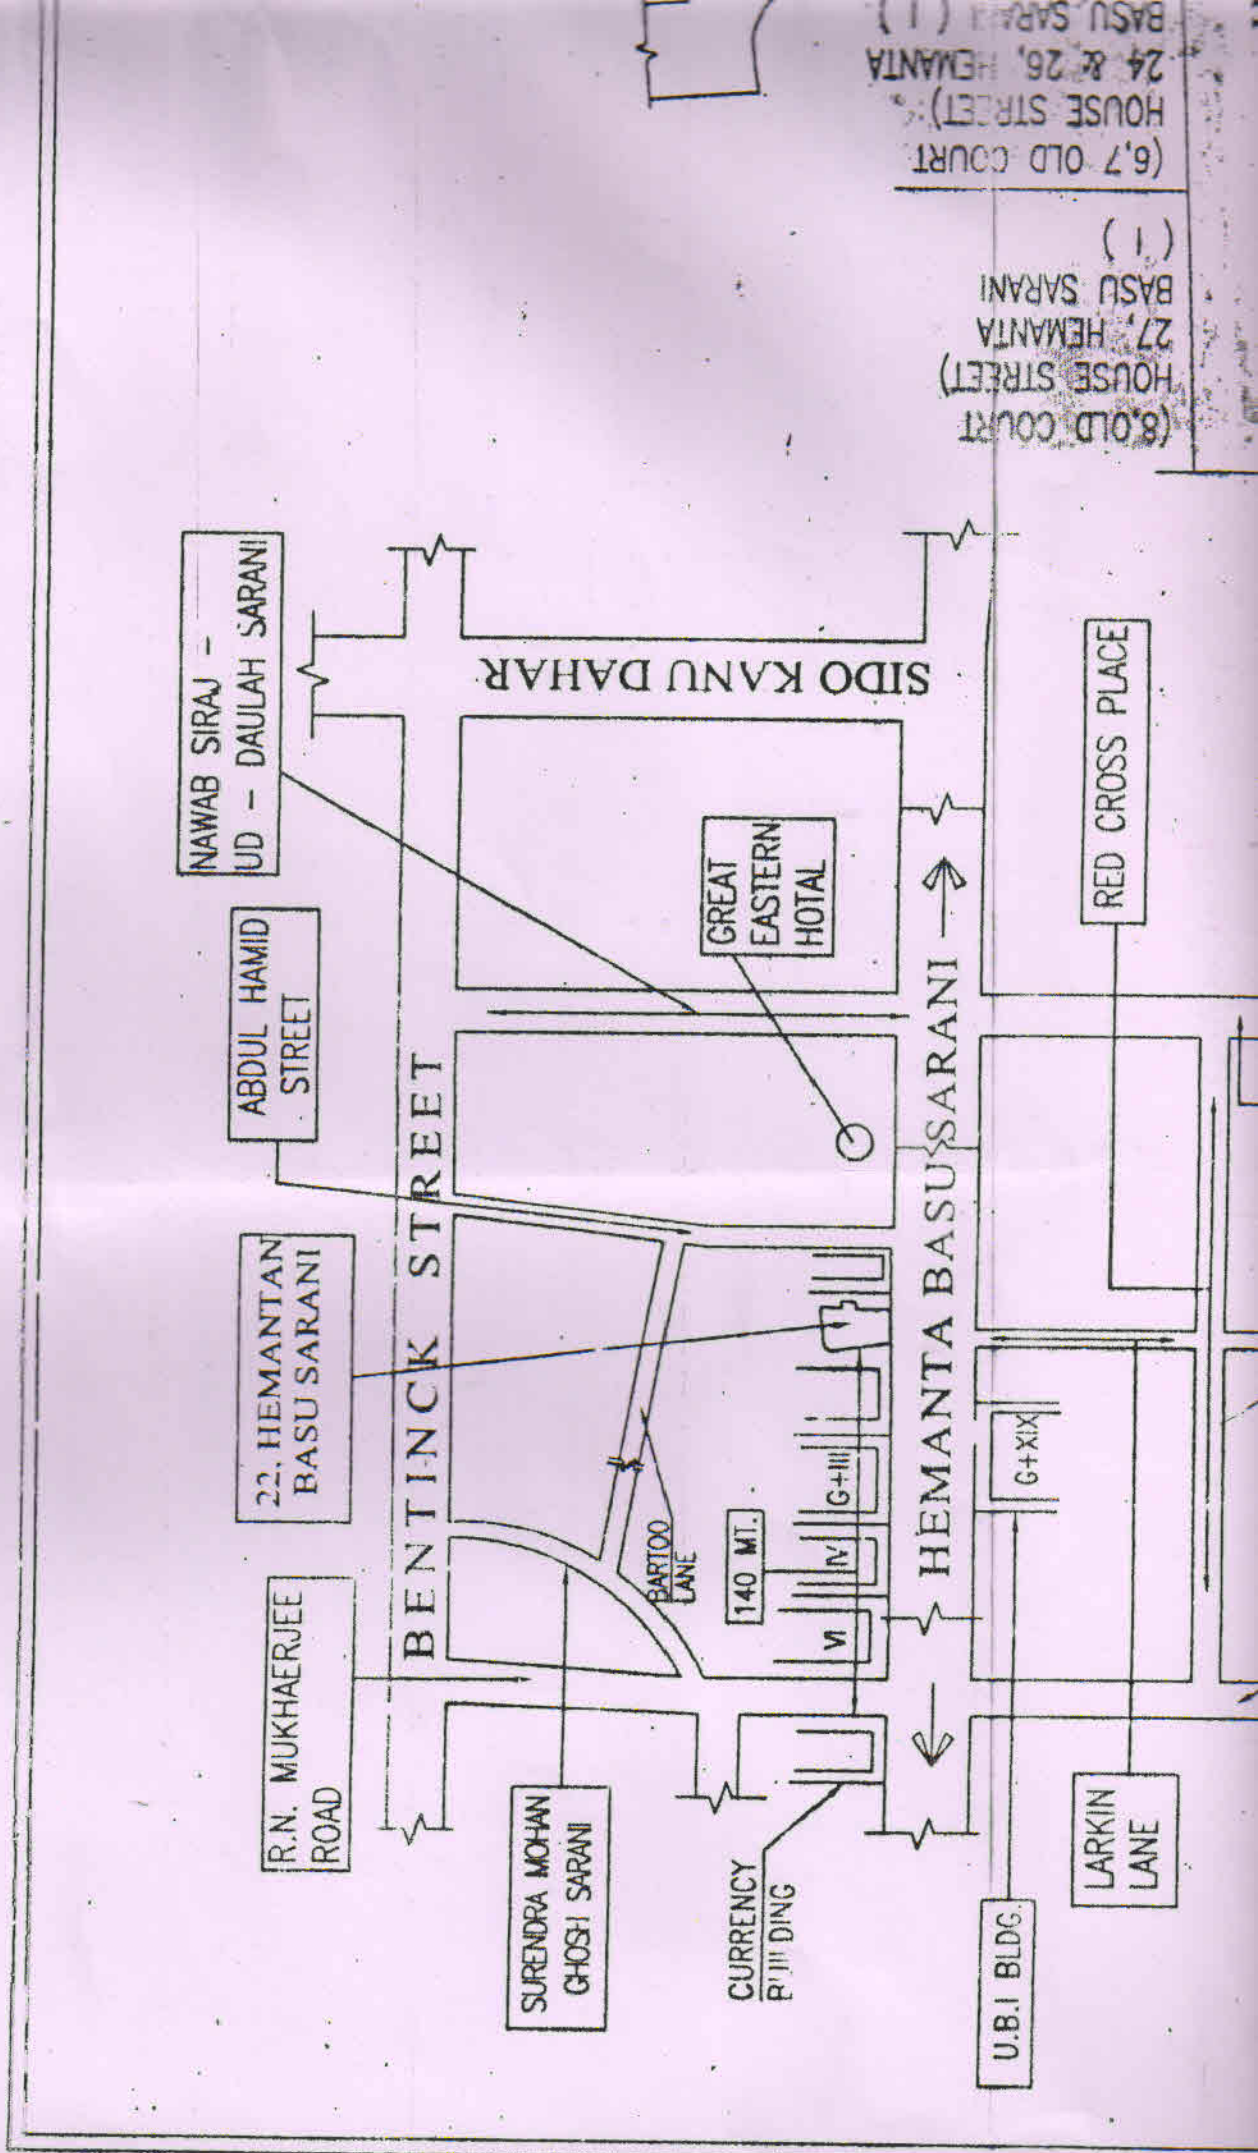 NAWAB SIRAJ -
UD - DAULAH SARANI
ABDUL HAMID
STREET
22, HEMANTAN
BASU SARANI
R.N. MUKHAERJEE
ROAD
BENTINCK STREET
SIDO KANU DAHAR
SURENDRA MOHAN
GHOSH SARANI
BARTOO
LANE
GREAT
EASTERN
HOTAL
140 MT.
CURRENCY
VI
IV
G+III
HEMANTA BASU SARANI
G+XIX
RED CROSS PLACE
LARKIN
LANE
U.B.I BLDG.
(8,OLD COURT
HOUSE STREET)
27, HEMANTA
BASU SARANI
(1)
(6,7 OLD COURT
HOUSE STREET)
24 & 26, HEMANTA
BASU (1)